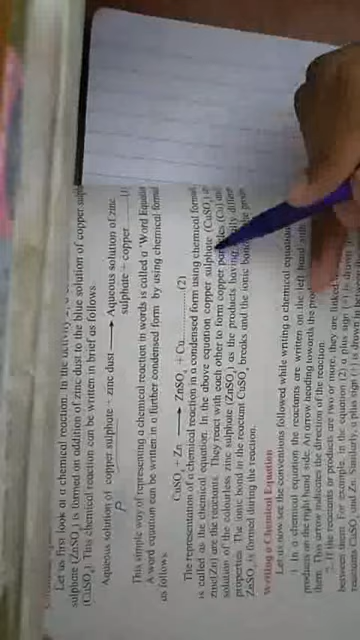 Let us first look at a chemical reaction. In the activity
sulphate (ZnSO4) is formed on addition of zinc dust to the blue solution of copper
(CuSO4). This chemical reaction can be written in brief as follows.
Aqueous solution of copper sulphate + zinc dust ⟶ Aqueous solution of zinc
sulphate + copper ........(1)
P
This simple way of representing a chemical reaction in words is called a 'Word
A word equation can be written in a further condensed form by using chemical
as follows.
CuSO4 + Zn ⟶ ZnSO4 + Cu .............. (2)
The representation of a chemical reaction in a condensed form using chemical
is called as the chemical equation. In the above equation copper sulphate (CuSO4)
zinc(Zn) are the reactants. They react with each other to form copper particles (Cu) and
solution of the colourless zinc sulphate (ZnSO4) as the products having
properties. The ionic bond in the reactant CuSO4 breaks and the ionic bond
ZnSO4 is formed during the reaction.
Writing a Chemical Equation
Let us now see the conventions followed while writing a chemical
1. In a chemical equation the reactants are written on the left hand
products on the right hand side. An arrow heading towards the
them. This arrow indicates the direction of the reaction.
2. If the reactants or products are two or more, they are linked
between them. For example, in the equation (2) a plus sign (+) is drawn
reactants CuSO4 and Zn. Similarly, a plus sign (+) is drawn